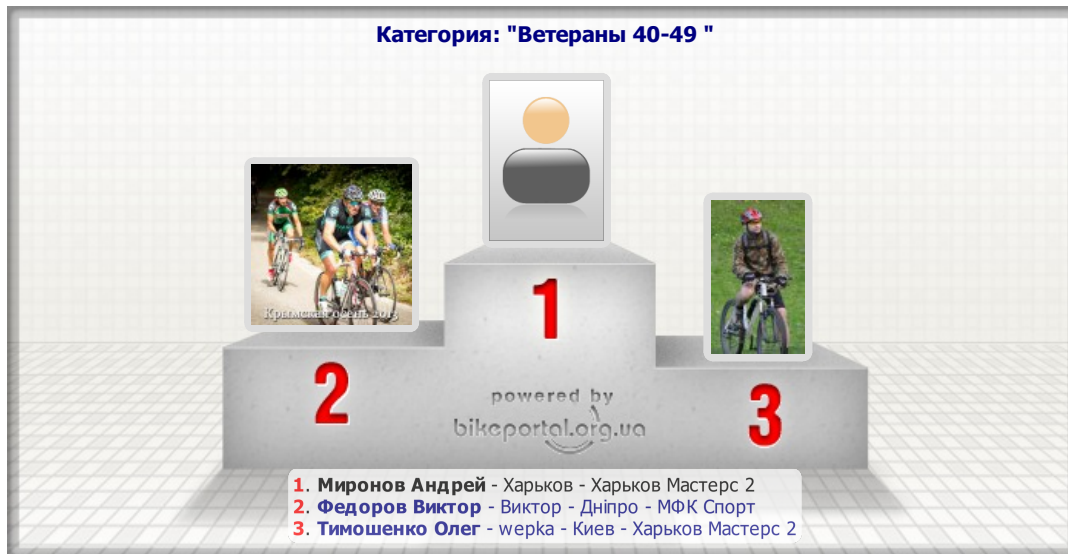 Категория: "Ветераны 40-49 "
Крымская осень 2013
1
2
3
powered by
bikeportal.org.ua
1. Миронов Андрей - Харьков - Харьков Мастерс 2
2. Федоров Виктор - Виктор - Дніпро - МФК Спорт
3. Тимошенко Олег - wepka - Киев - Харьков Мастерс 2